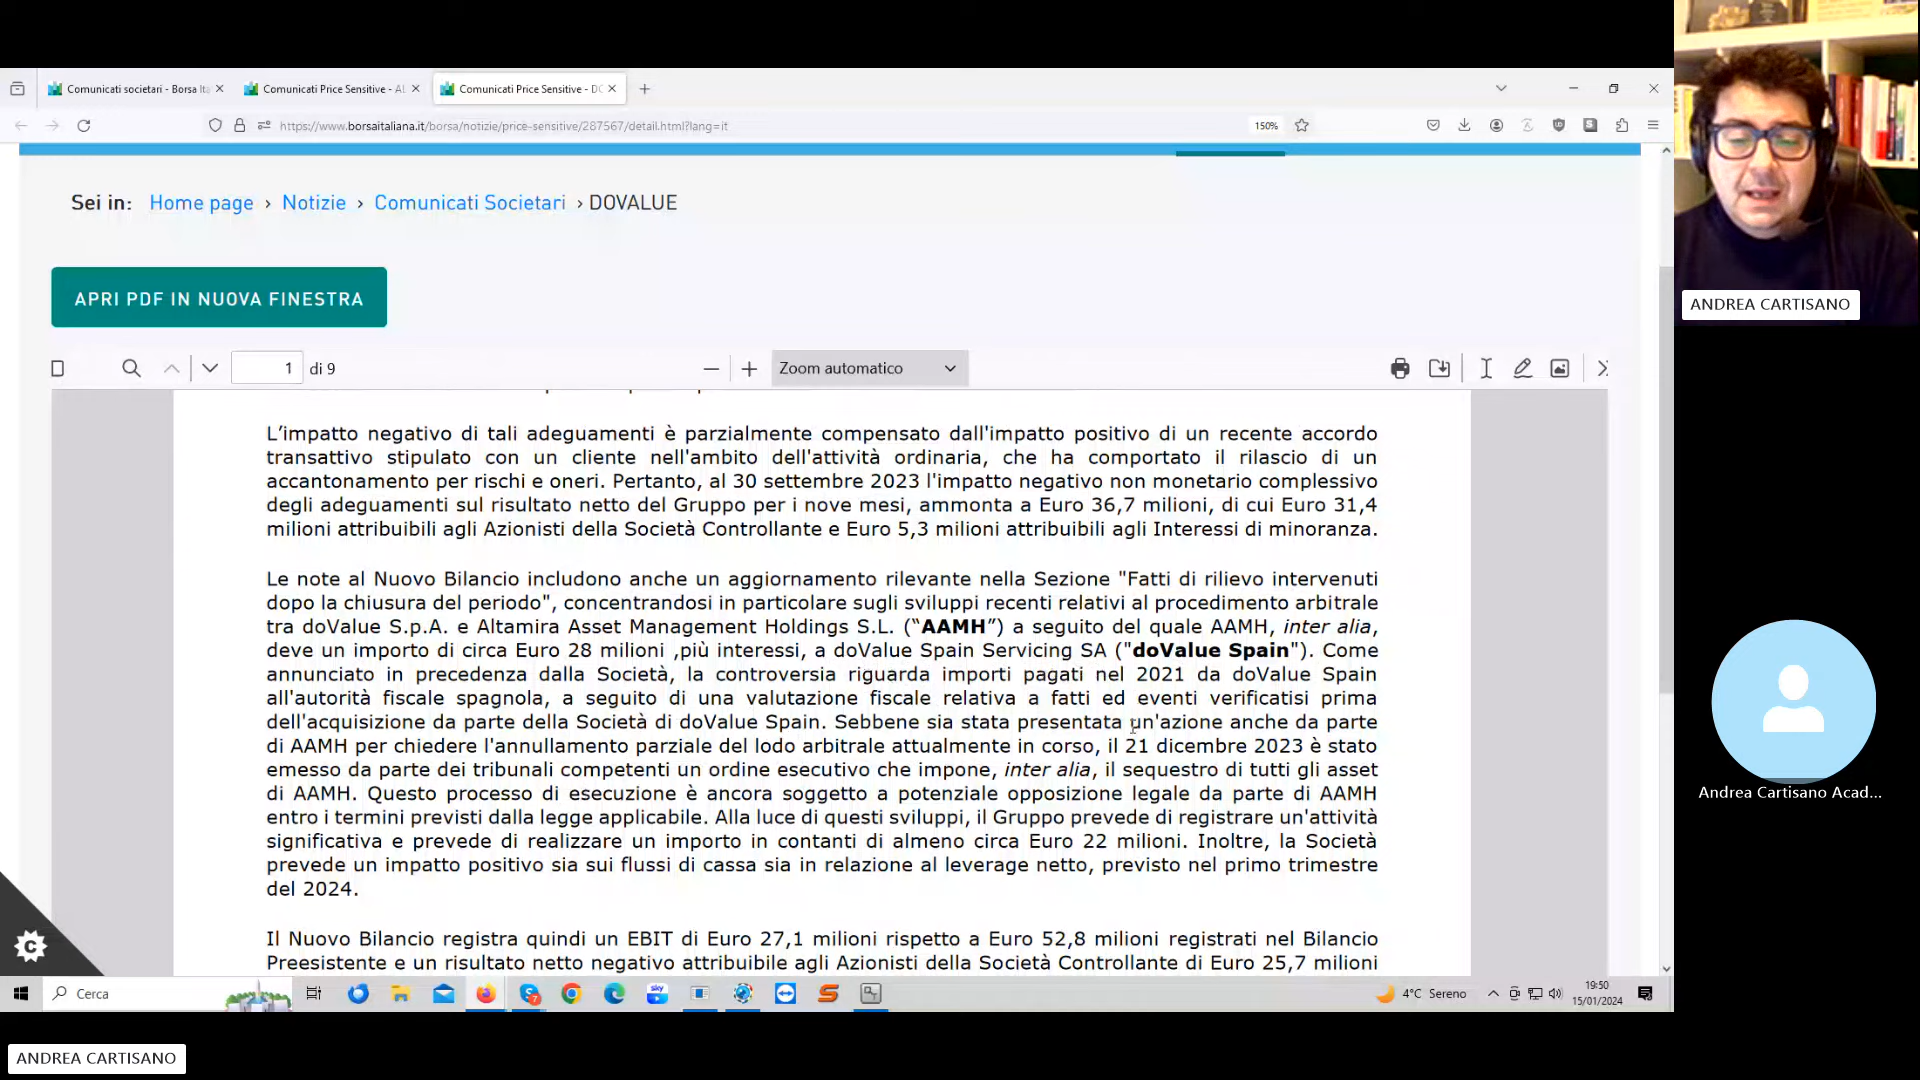 Comunicati societari - Borsa Ita
Comunicati Price Sensitive - AL
Comunicati Price Sensitive - DO
https://www.borsaitaliana.it/borsa/notizie/price-sensitive/287567/detail.html?lang=it
150%
Sei in: Home page › Notizie › Comunicati Societari › DOVALUE
APRI PDF IN NUOVA FINESTRA
1 di 9
Zoom automatico
L’impatto negativo di tali adeguamenti è parzialmente compensato dall'impatto positivo di un recente accordo
transattivo stipulato con un cliente nell'ambito dell'attività ordinaria, che ha comportato il rilascio di un
accantonamento per rischi e oneri. Pertanto, al 30 settembre 2023 l'impatto negativo non monetario complessivo
degli adeguamenti sul risultato netto del Gruppo per i nove mesi, ammonta a Euro 36,7 milioni, di cui Euro 31,4
milioni attribuibili agli Azionisti della Società Controllante e Euro 5,3 milioni attribuibili agli Interessi di minoranza.
Le note al Nuovo Bilancio includono anche un aggiornamento rilevante nella Sezione "Fatti di rilievo intervenuti
dopo la chiusura del periodo", concentrandosi in particolare sugli sviluppi recenti relativi al procedimento arbitrale
tra doValue S.p.A. e Altamira Asset Management Holdings S.L. (“AAMH”) a seguito del quale AAMH, inter alia,
deve un importo di circa Euro 28 milioni ,più interessi, a doValue Spain Servicing SA ("doValue Spain"). Come
annunciato in precedenza dalla Società, la controversia riguarda importi pagati nel 2021 da doValue Spain
all'autorità fiscale spagnola, a seguito di una valutazione fiscale relativa a fatti ed eventi verificatisi prima
dell'acquisizione da parte della Società di doValue Spain. Sebbene sia stata presentata un'azione anche da parte
di AAMH per chiedere l'annullamento parziale del lodo arbitrale attualmente in corso, il 21 dicembre 2023 è stato
emesso da parte dei tribunali competenti un ordine esecutivo che impone, inter alia, il sequestro di tutti gli asset
di AAMH. Questo processo di esecuzione è ancora soggetto a potenziale opposizione legale da parte di AAMH
entro i termini previsti dalla legge applicabile. Alla luce di questi sviluppi, il Gruppo prevede di registrare un'attività
significativa e prevede di realizzare un importo in contanti di almeno circa Euro 22 milioni. Inoltre, la Società
prevede un impatto positivo sia sui flussi di cassa sia in relazione al leverage netto, previsto nel primo trimestre
del 2024.
Il Nuovo Bilancio registra quindi un EBIT di Euro 27,1 milioni rispetto a Euro 52,8 milioni registrati nel Bilancio
Preesistente e un risultato netto negativo attribuibile agli Azionisti della Società Controllante di Euro 25,7 milioni
Cerca
4°C Sereno
19:50
15/01/2024
ANDREA CARTISANO
Andrea Cartisano Acad...
ANDREA CARTISANO